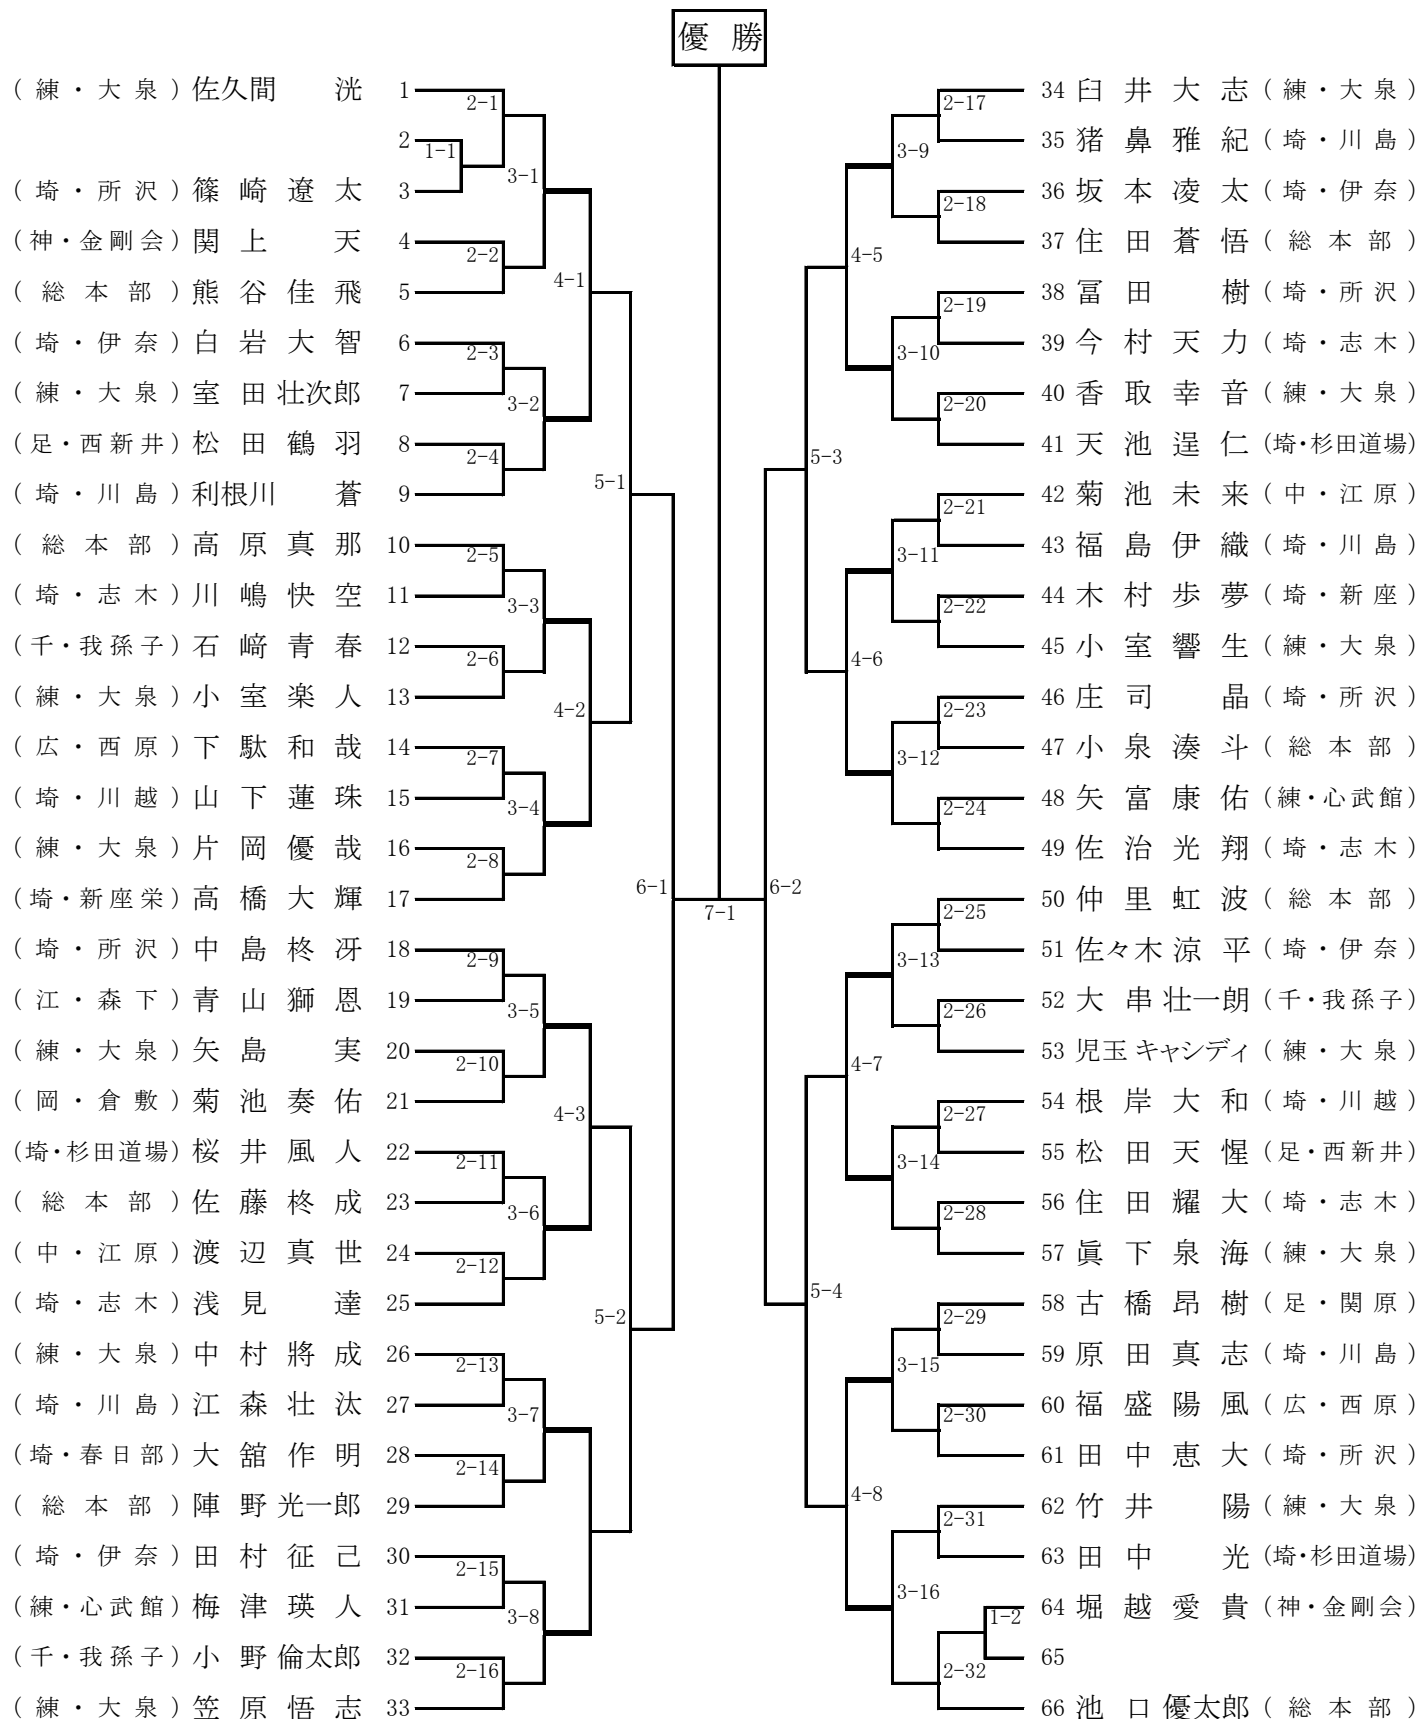 優 勝
( 練 ・ 大 泉 ) 佐久間 洸 1
2
( 埼 ・ 所 沢 ) 篠 崎 遼 太 3
(神・金剛会) 関 上 天 4
( 総 本 部 ) 熊 谷 佳 飛 5
( 埼 ・ 伊 奈 ) 白 岩 大 智 6
( 練 ・ 大 泉 ) 室 田 壮次郎 7
(足・西新井) 松 田 鶴 羽 8
( 埼 ・ 川 島 ) 利根川 蒼 9
( 総 本 部 ) 高 原 真 那 10
( 埼 ・ 志 木 ) 川 嶋 快 空 11
(千・我孫子) 石 﨑 青 春 12
( 練 ・ 大 泉 ) 小 室 楽 人 13
( 広 ・ 西 原 ) 下 駄 和 哉 14
( 埼 ・ 川 越 ) 山 下 蓮 珠 15
( 練 ・ 大 泉 ) 片 岡 優 哉 16
(埼・新座栄) 高 橋 大 輝 17
( 埼 ・ 所 沢 ) 中 島 柊 冴 18
( 江 ・ 森 下 ) 青 山 獅 恩 19
( 練 ・ 大 泉 ) 矢 島 実 20
( 岡 ・ 倉 敷 ) 菊 池 奏 佑 21
(埼・杉田道場) 桜 井 風 人 22
( 総 本 部 ) 佐 藤 柊 成 23
( 中 ・ 江 原 ) 渡 辺 真 世 24
( 埼 ・ 志 木 ) 浅 見 達 25
( 練 ・ 大 泉 ) 中 村 將 成 26
( 埼 ・ 川 島 ) 江 森 壮 汰 27
(埼・春日部) 大 舘 作 明 28
( 総 本 部 ) 陣 野 光一郎 29
( 埼 ・ 伊 奈 ) 田 村 征 己 30
(練・心武館) 梅 津 瑛 人 31
(千・我孫子) 小 野 倫太郎 32
( 練 ・ 大 泉 ) 笠 原 悟 志 33
1-1
2-1
2-2
2-3
2-4
2-5
2-6
2-7
2-8
2-9
2-10
2-11
2-12
2-13
2-14
2-15
2-16
3-1
3-2
3-3
3-4
3-5
3-6
3-7
3-8
4-1
4-2
4-3
5-1
5-2
6-1
7-1
6-2
5-3
5-4
4-5
4-6
4-7
4-8
3-9
3-10
3-11
3-12
3-13
3-14
3-15
3-16
2-17
2-18
2-19
2-20
2-21
2-22
2-23
2-24
2-25
2-26
2-27
2-28
2-29
2-30
2-31
2-32
1-2
34 臼 井 大 志 ( 練 ・ 大 泉 )
35 猪 鼻 雅 紀 ( 埼 ・ 川 島 )
36 坂 本 凌 太 ( 埼 ・ 伊 奈 )
37 住 田 蒼 悟 ( 総 本 部 )
38 冨 田 樹 ( 埼 ・ 所 沢 )
39 今 村 天 力 ( 埼 ・ 志 木 )
40 香 取 幸 音 ( 練 ・ 大 泉 )
41 天 池 逞 仁 (埼・杉田道場)
42 菊 池 未 来 ( 中 ・ 江 原 )
43 福 島 伊 織 ( 埼 ・ 川 島 )
44 木 村 歩 夢 ( 埼 ・ 新 座 )
45 小 室 響 生 ( 練 ・ 大 泉 )
46 庄 司 晶 ( 埼 ・ 所 沢 )
47 小 泉 湊 斗 ( 総 本 部 )
48 矢 富 康 佑 (練・心武館)
49 佐 治 光 翔 ( 埼 ・ 志 木 )
50 仲 里 虹 波 ( 総 本 部 )
51 佐々木 涼 平 ( 埼 ・ 伊 奈 )
52 大 串 壮一朗 (千・我孫子)
53 児玉 キャシディ ( 練 ・ 大 泉 )
54 根 岸 大 和 ( 埼 ・ 川 越 )
55 松 田 天 惺 (足・西新井)
56 住 田 耀 大 ( 埼 ・ 志 木 )
57 眞 下 泉 海 ( 練 ・ 大 泉 )
58 古 橋 昂 樹 ( 足 ・ 関 原 )
59 原 田 真 志 ( 埼 ・ 川 島 )
60 福 盛 陽 風 ( 広 ・ 西 原 )
61 田 中 恵 大 ( 埼 ・ 所 沢 )
62 竹 井 陽 ( 練 ・ 大 泉 )
63 田 中 光 (埼・杉田道場)
64 堀 越 愛 貴 (神・金剛会)
65
66 池 口 優太郎 ( 総 本 部 )